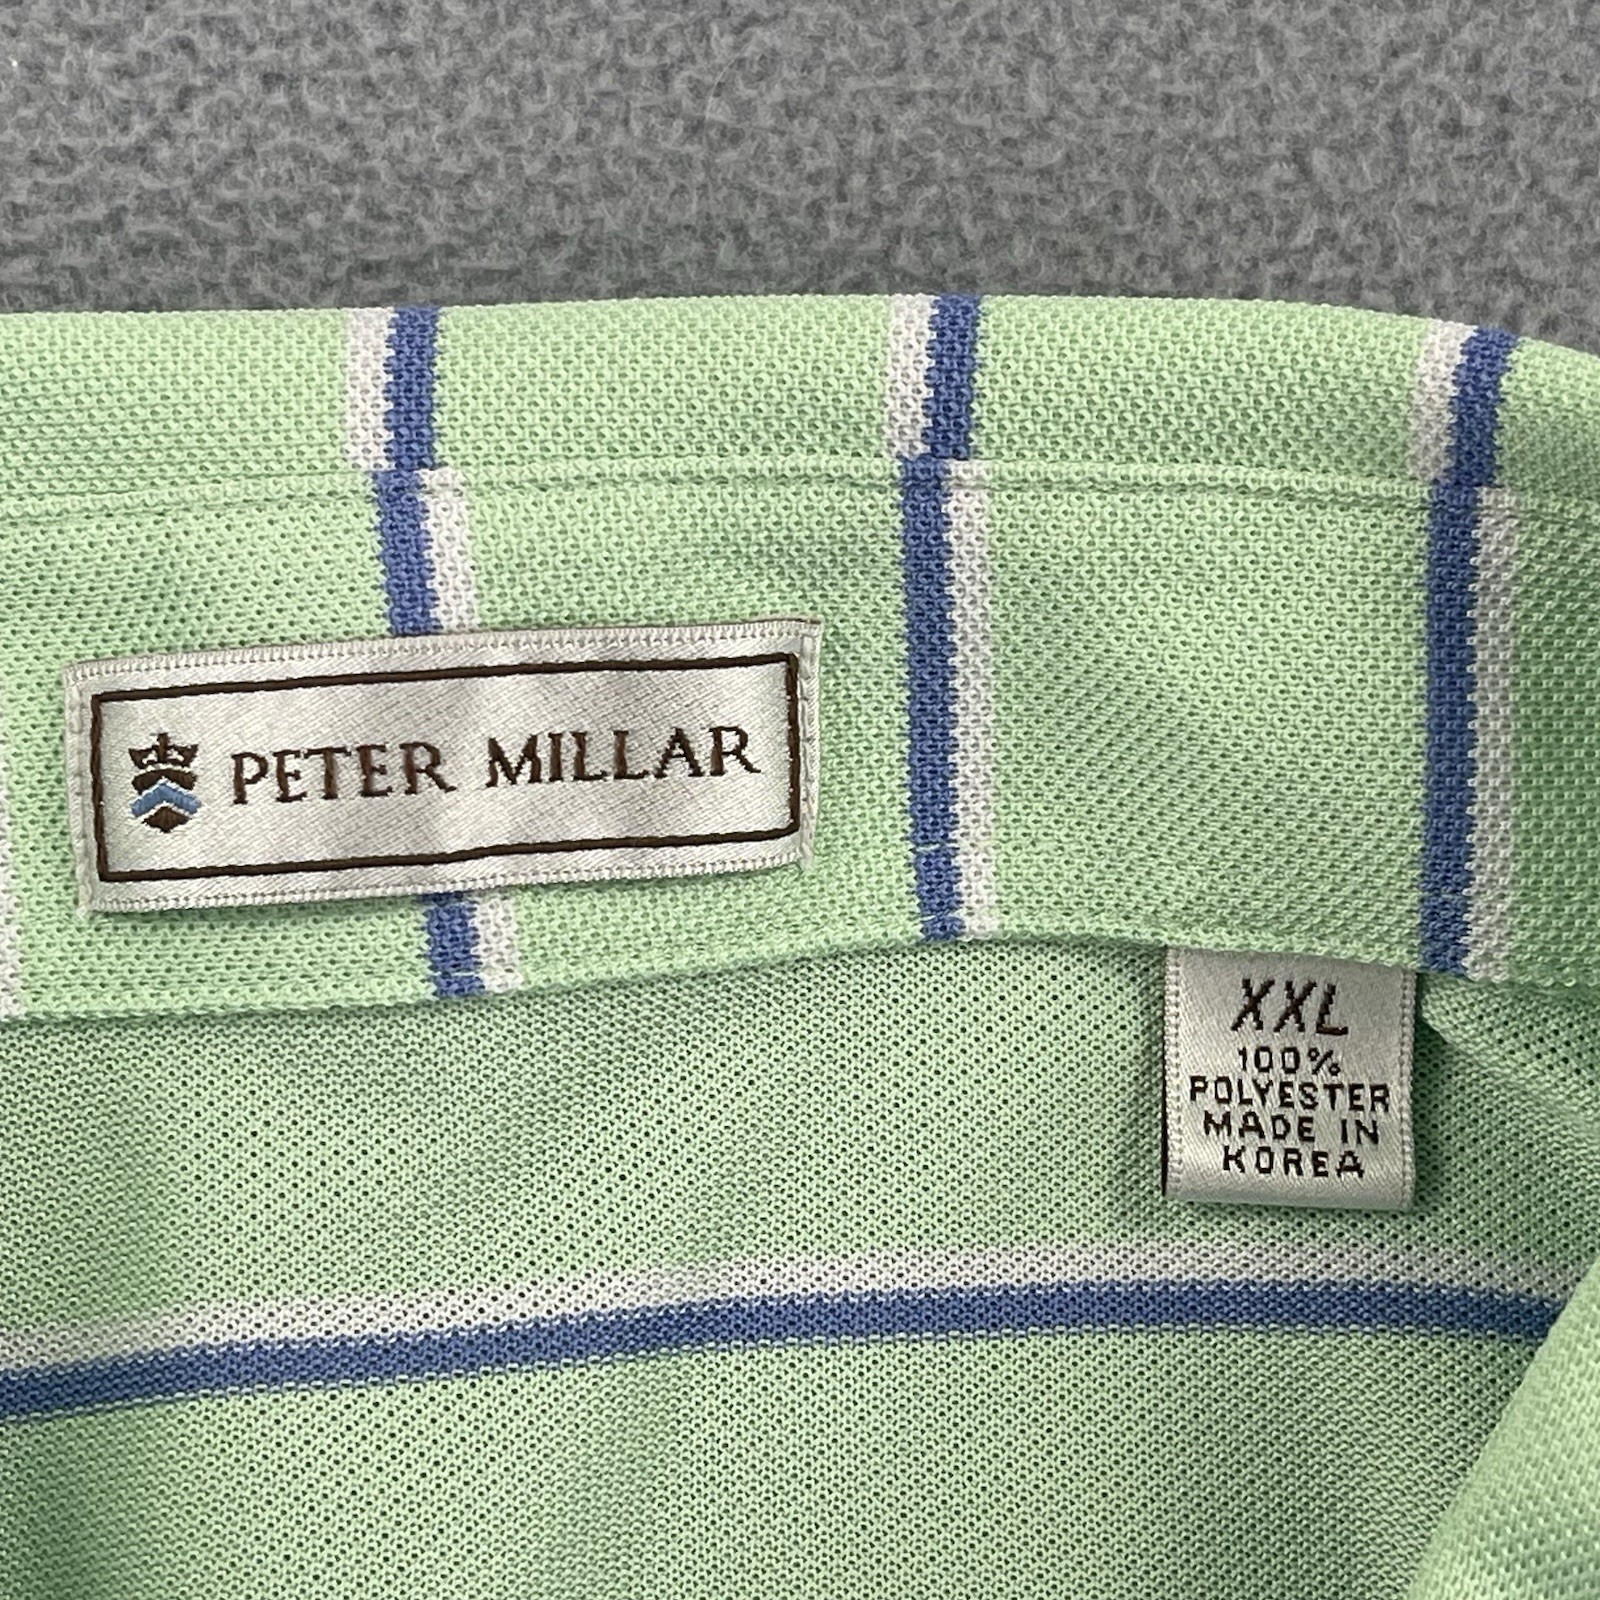 PETER MILLAR
XXL
100%
POLYESTER
MADE IN
KOREA